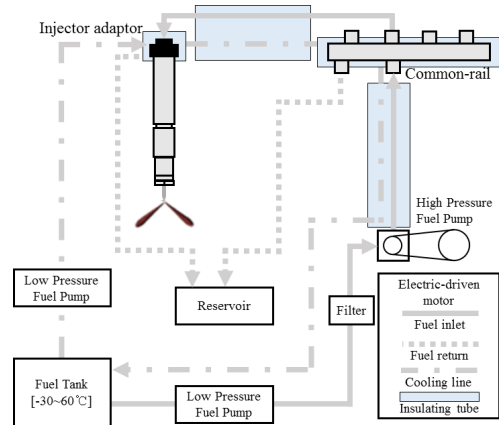 Injector adaptor
Common-rail
High Pressure
Fuel Pump
Low Pressure
Fuel Pump
Reservoir
Filter
Electric-driven
motor
Fuel inlet
Fuel return
Cooling line
Insulating tube
Fuel Tank
[-30~60℃]
Low Pressure
Fuel Pump